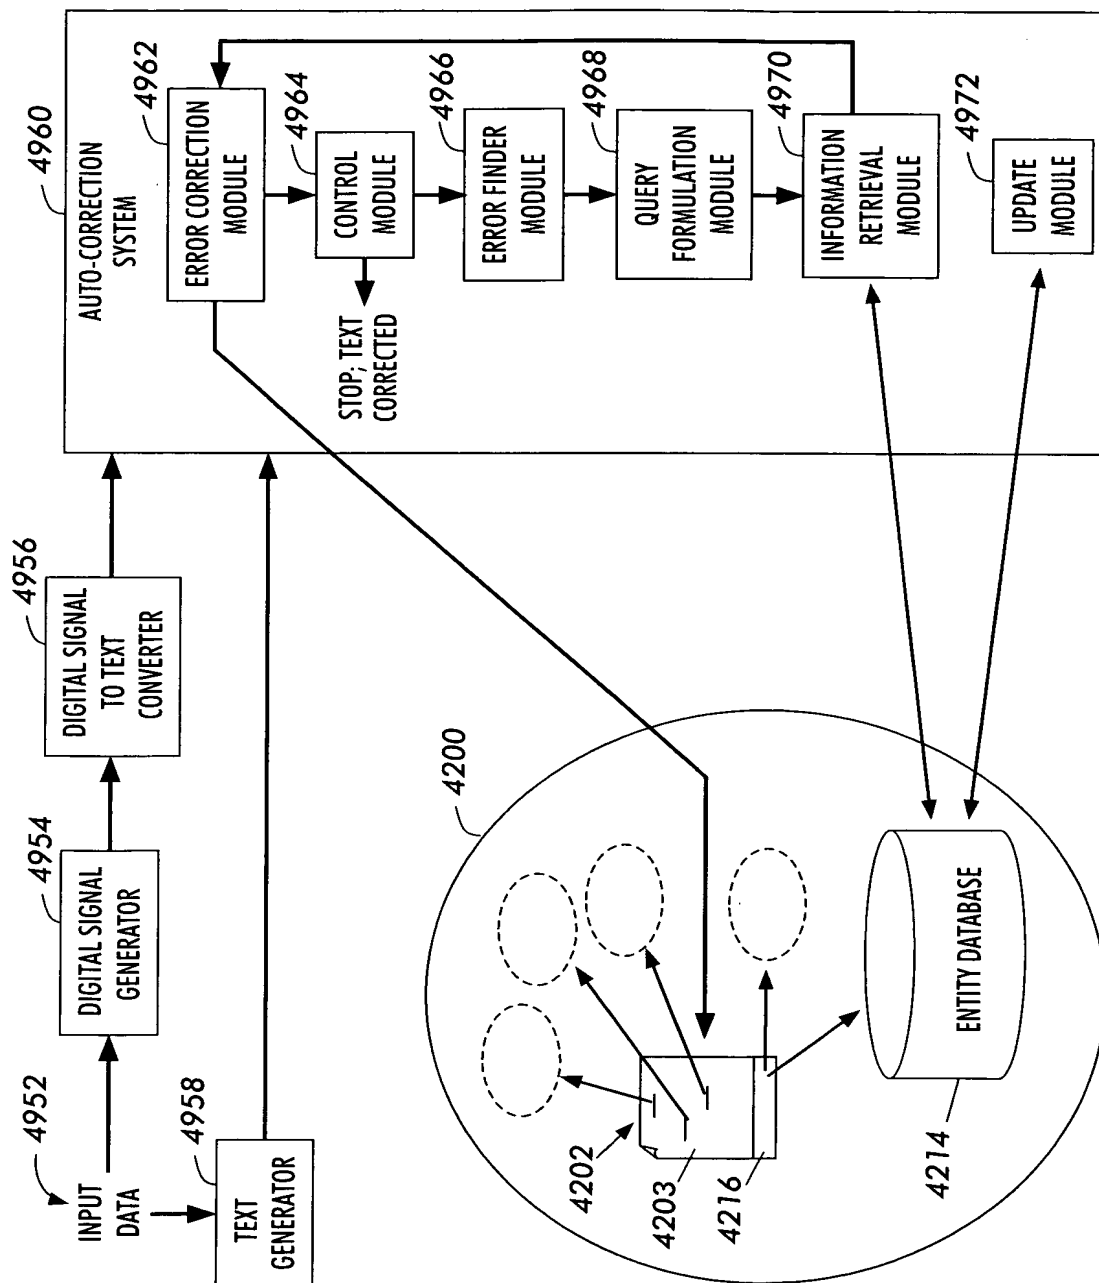 4952
INPUT
DATA
4954
DIGITAL SIGNAL
GENERATOR
4956
DIGITAL SIGNAL
TO TEXT
CONVERTER
4958
TEXT
GENERATOR
4960
AUTO-CORRECTION
SYSTEM
4962
ERROR CORRECTION
MODULE
4964
CONTROL
MODULE
STOP; TEXT
CORRECTED
4966
ERROR FINDER
MODULE
4968
QUERY
FORMULATION
MODULE
4970
INFORMATION
RETRIEVAL
MODULE
4972
UPDATE
MODULE
4200
4202
4203
4216
ENTITY DATABASE
4214